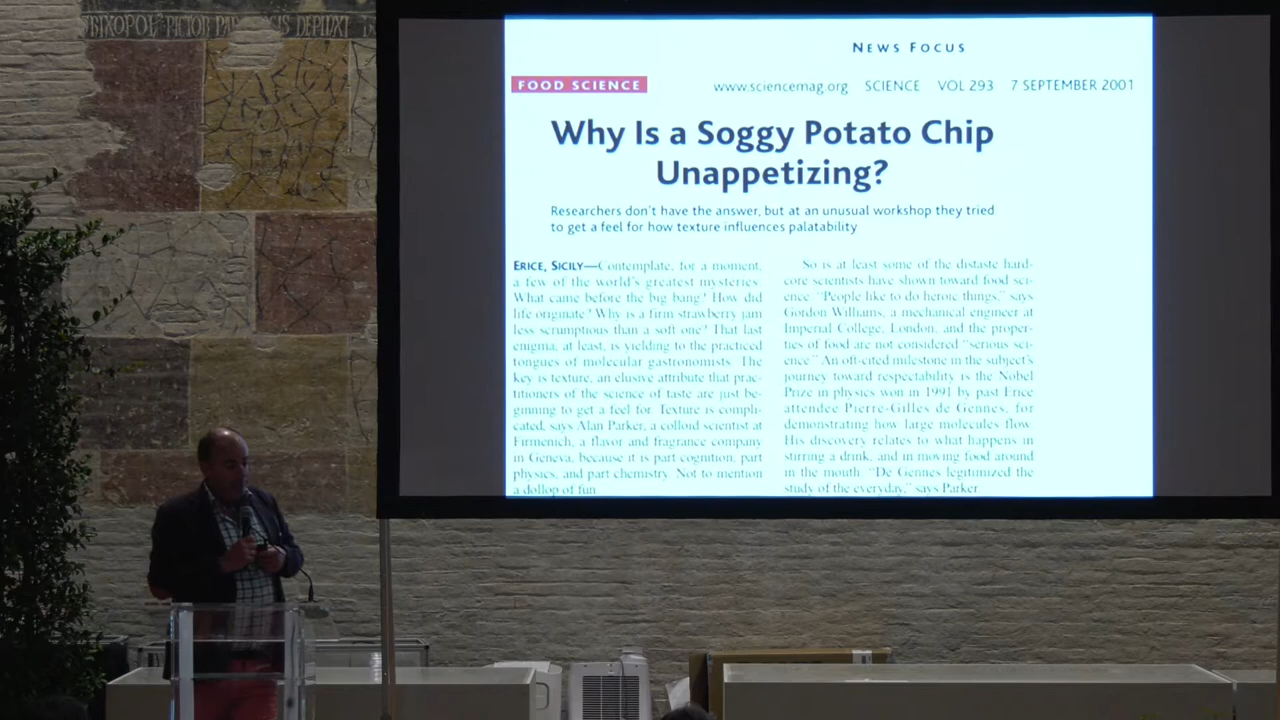 PICTOR
DEPINXI
NEWS FOCUS
FOOD SCIENCE
www.sciencemag.org SCIENCE VOL 293 7 SEPTEMBER 2001
Why Is a Soggy Potato Chip
Unappetizing?
Researchers don't have the answer, but at an unusual workshop they tried
to get a feel for how texture influences palatability
ERICE, SICILY—Contemplate, for a moment,
a few of the world's greatest mysteries.
What came before the big bang? How did
life originate? Why is a firm strawberry jam
less scrumptious than a soft one? That last
enigma, at least, is yielding to the practiced
tongues of molecular gastronomists. The
key is texture, an elusive attribute that prac-
titioners of the science of taste are just be-
ginning to get a feel for. Texture is compli-
cated, says Alan Parker, a colloid scientist at
Firmenich, a flavor and fragrance company
in Geneva, because it is part cognition, part
physics, and part chemistry. Not to mention
a dollop of fun.
So is at least some of the distaste hard-
core scientists have shown toward food sci-
ence. "People like to do heroic things," says
Gordon Williams, a mechanical engineer at
Imperial College, London, and the proper-
ties of food are not considered "serious sci-
ence." An oft-cited milestone in the subject's
journey toward respectability is the Nobel
Prize in physics won in 1991 by past Erice
attendee Pierre-Gilles de Gennes, for
demonstrating how large molecules flow.
His discovery relates to what happens in
stirring a drink, and in moving food around
in the mouth. "De Gennes legitimized the
study of the everyday," says Parker.